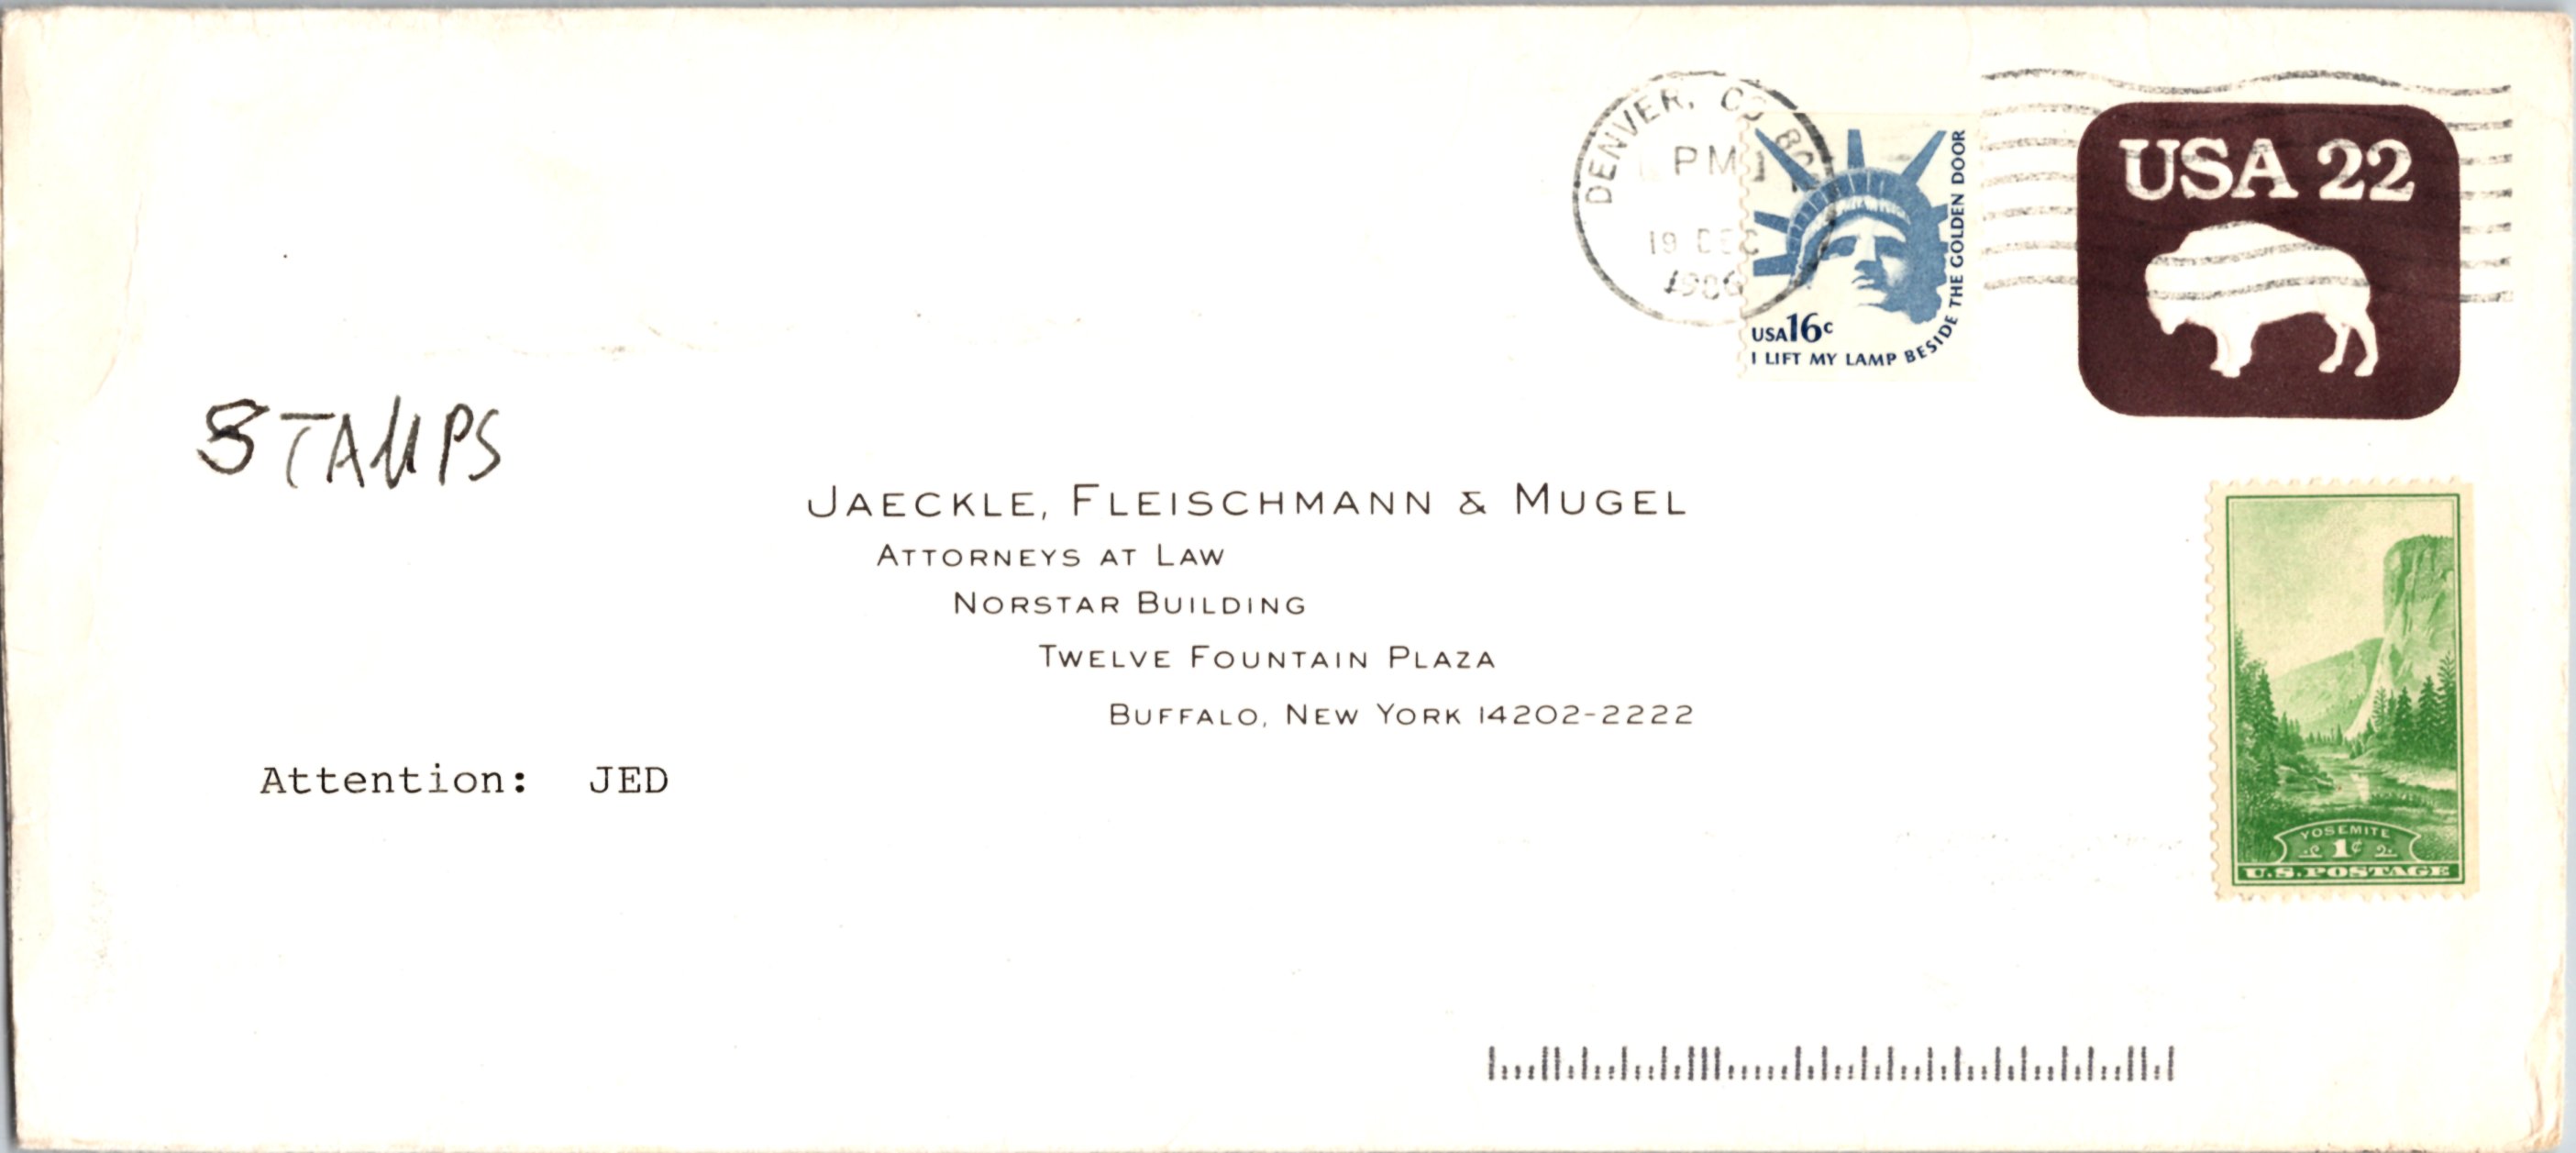 DENVER, CO
PM
19 DEC
1986
USA16c
I LIFT MY LAMP BESIDE THE GOLDEN DOOR
USA 22
STAMPS
JAECKLE, FLEISCHMANN & MUGEL
ATTORNEYS AT LAW
NORSTAR BUILDING
TWELVE FOUNTAIN PLAZA
BUFFALO, NEW YORK 14202-2222
Attention: JED
YOSEMITE
1¢
U.S.POSTAGE